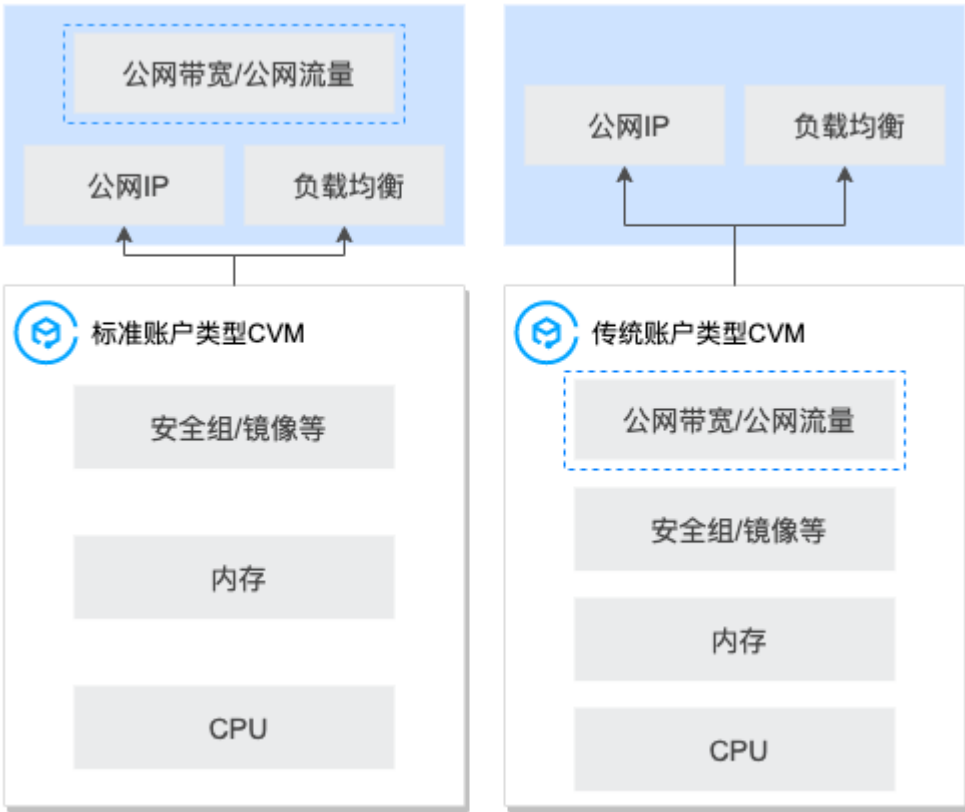 公网带宽/公网流量
公网IP
负载均衡
标准账户类型CVM
安全组/镜像等
内存
CPU
公网IP
负载均衡
传统账户类型CVM
公网带宽/公网流量
安全组/镜像等
内存
CPU